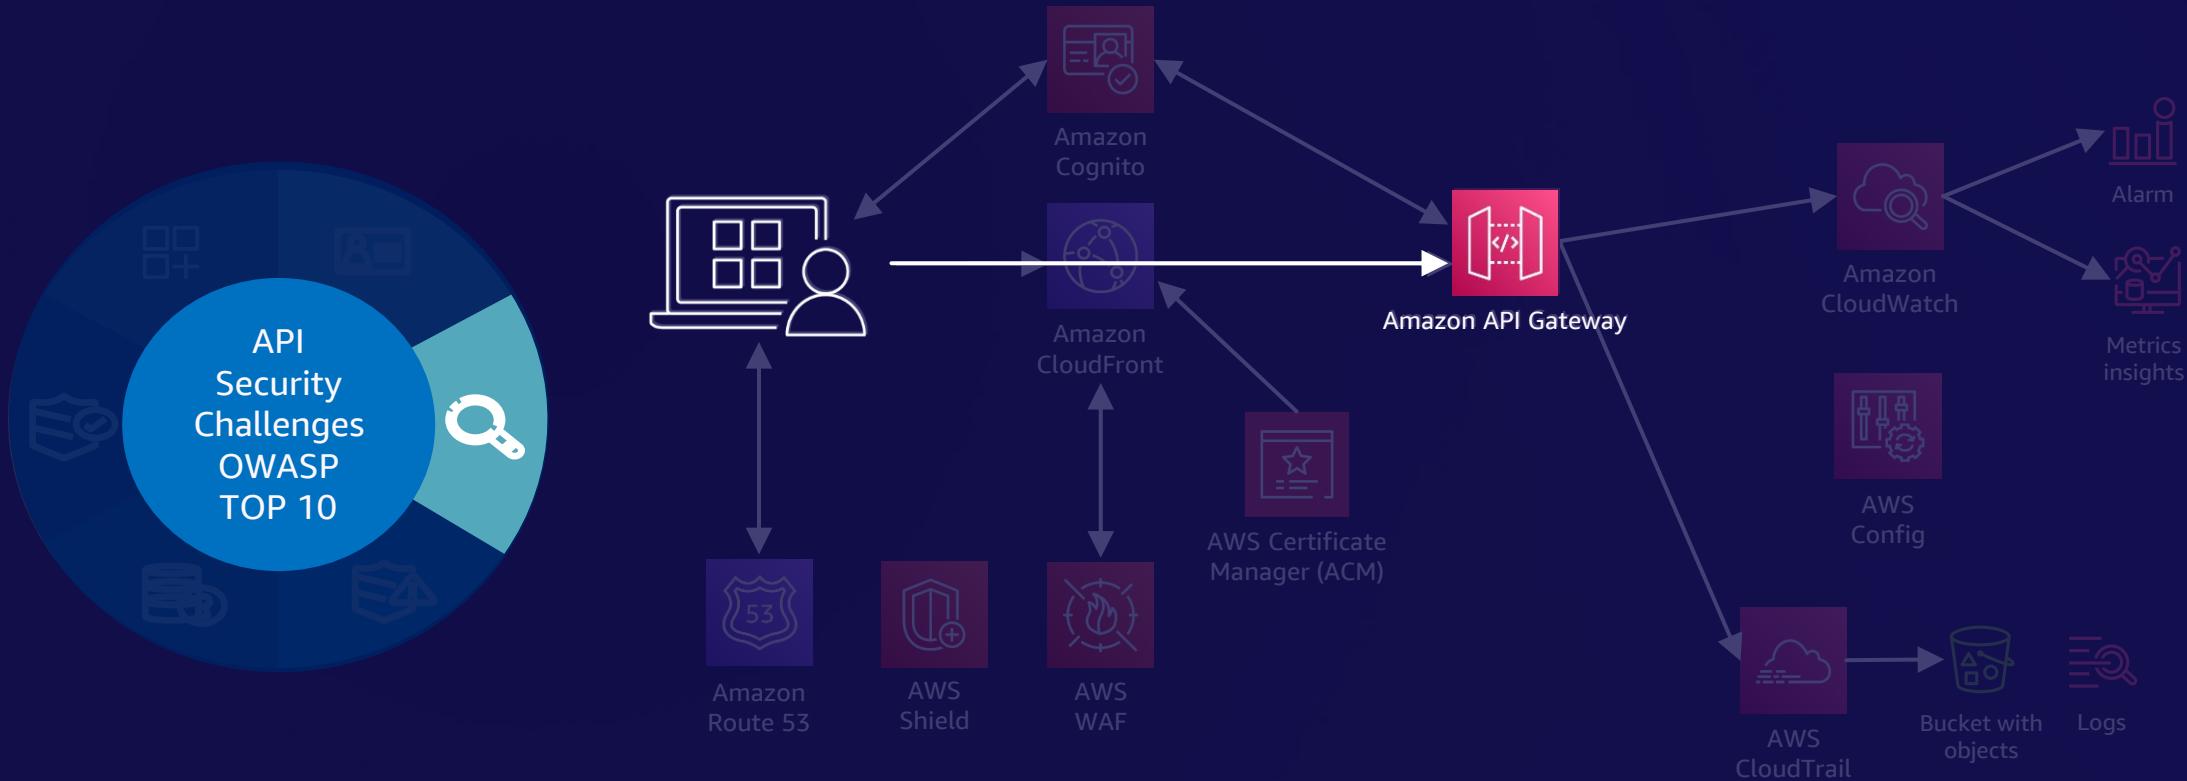 API
Security
Challenges
OWASP
TOP 10
Amazon
Cognito
Amazon
CloudFront
</>
Amazon API Gateway
Amazon
CloudWatch
Alarm
Metrics
insights
AWS
Config
AWS Certificate
Manager (ACM)
53
Amazon
Route 53
AWS
Shield
AWS
WAF
AWS
CloudTrail
Bucket with
objects
Logs